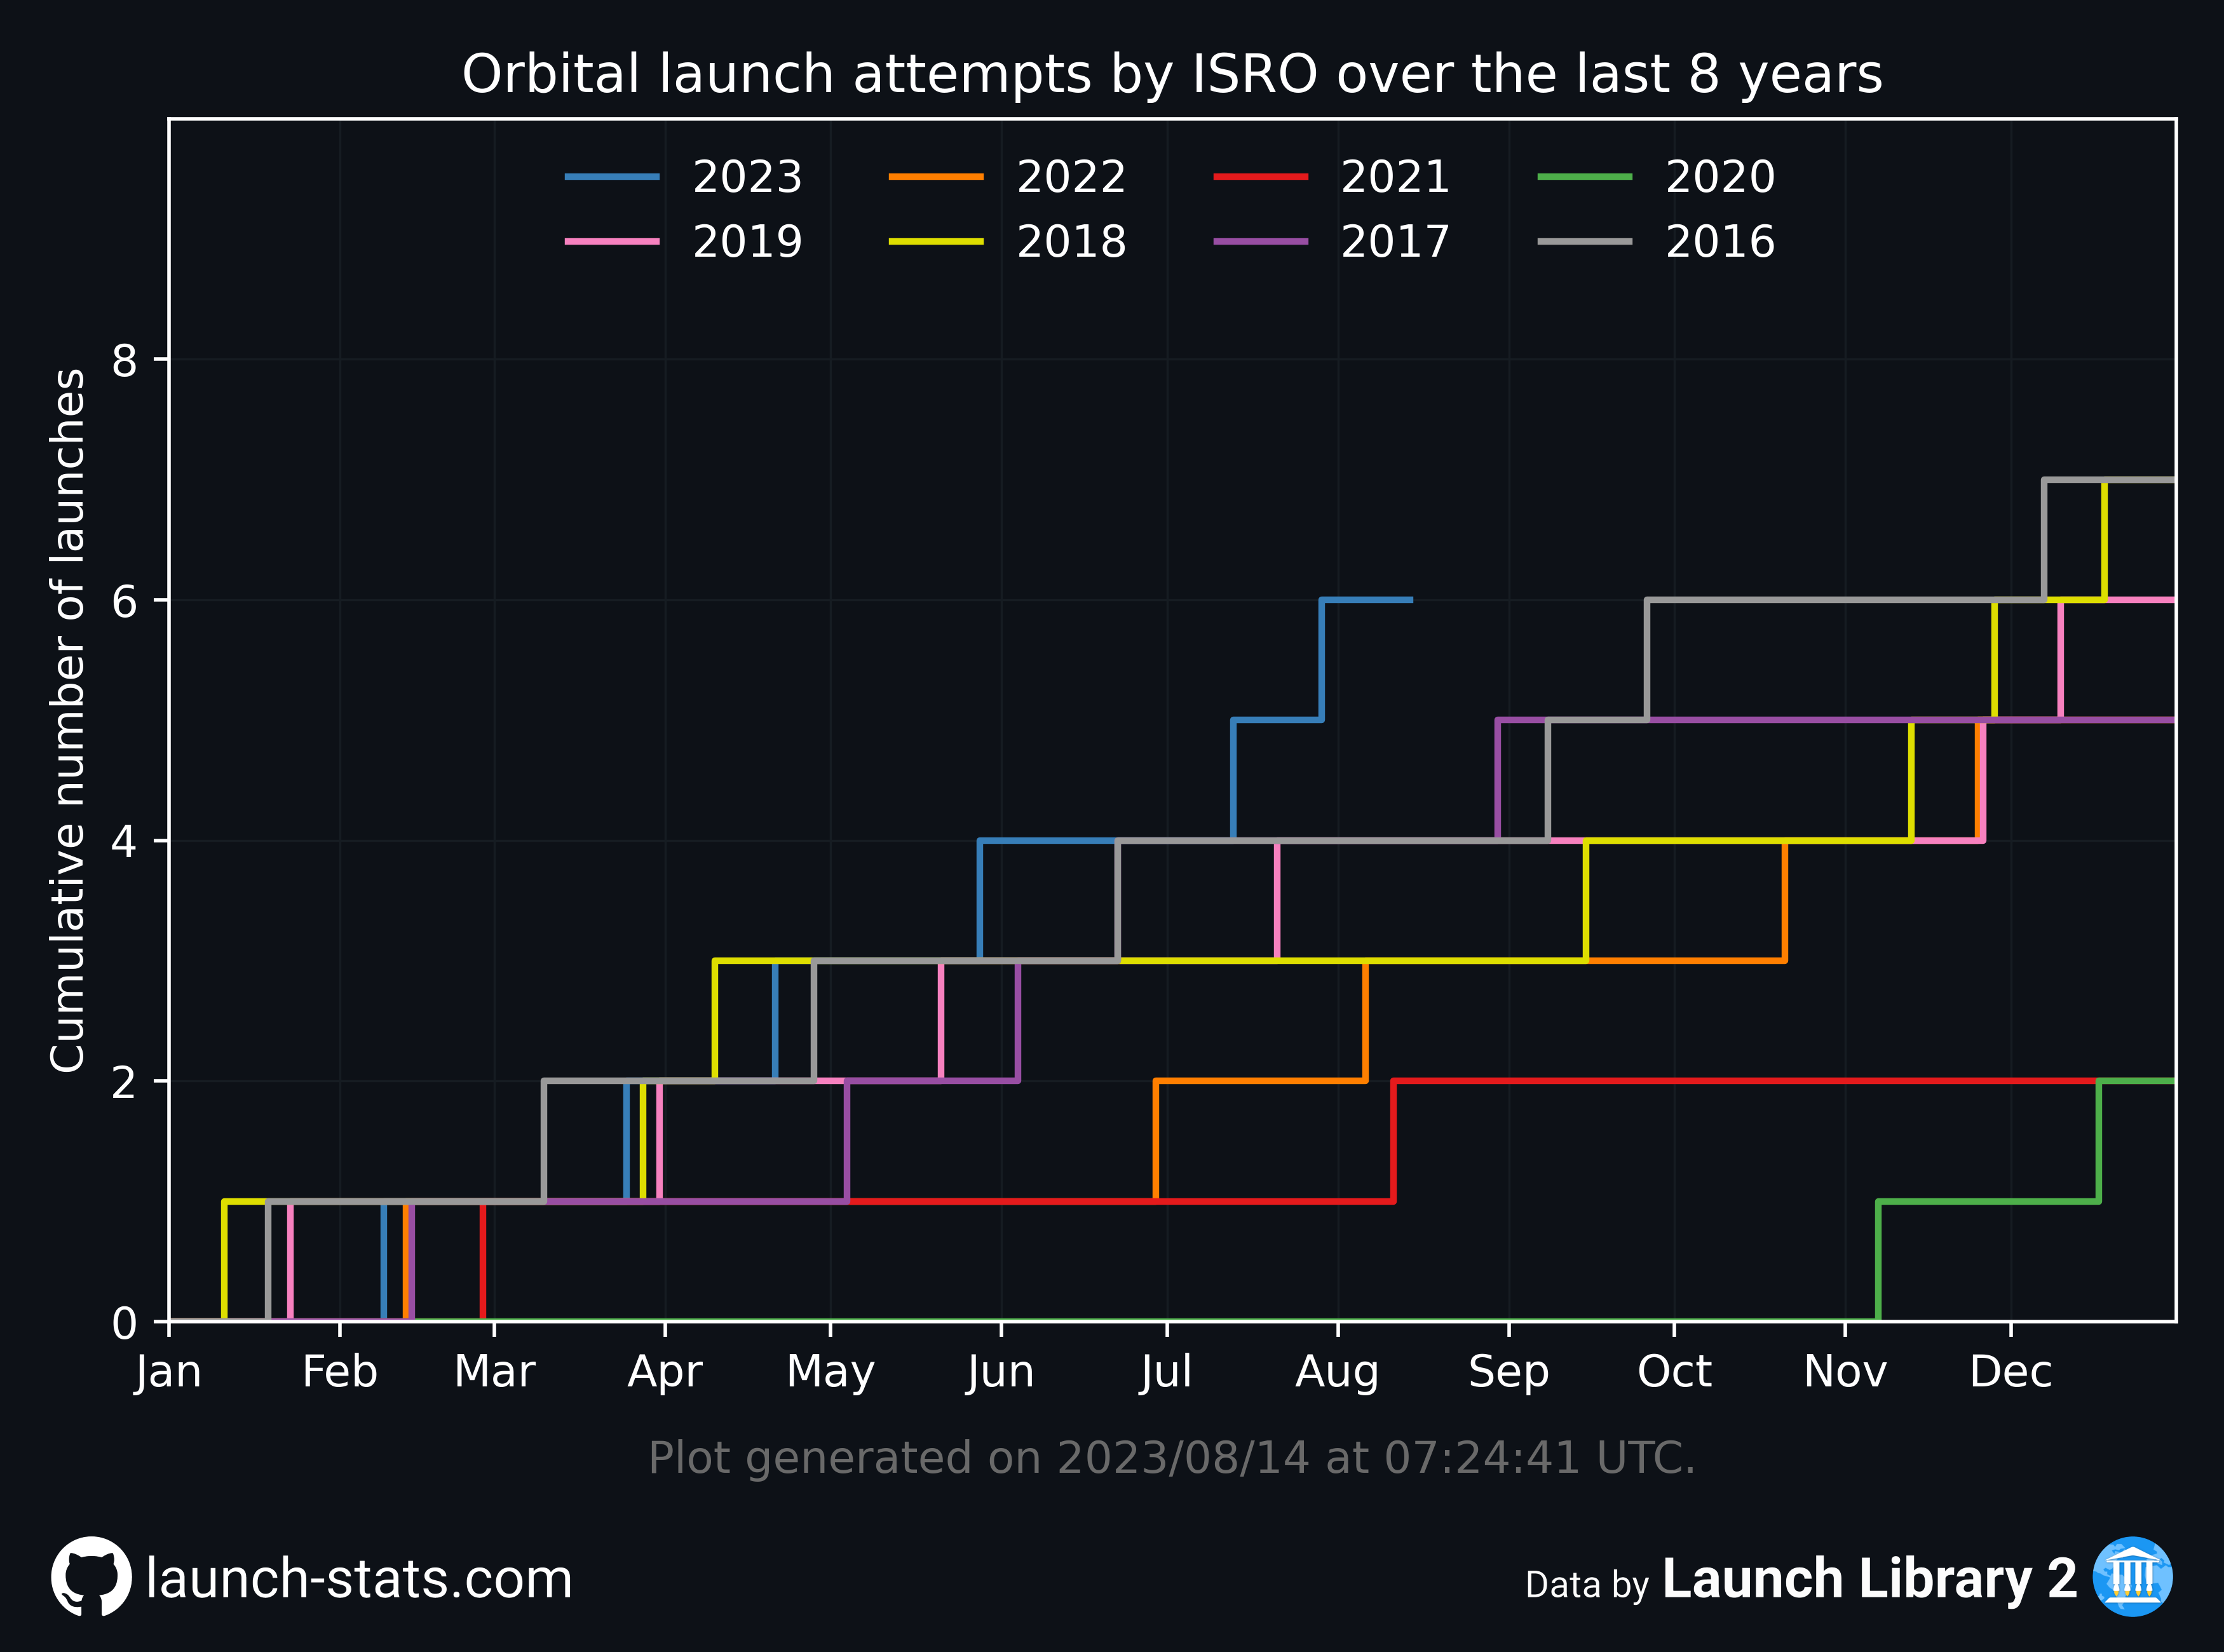 Orbital launch attempts by ISRO over the last 8 years
2023 2022 2021 2020
2019 2018 2017 2016
Cumulative number of launches
8
6
4
2
0
Jan Feb Mar Apr May Jun Jul Aug Sep Oct Nov Dec
Plot generated on 2023/08/14 at 07:24:41 UTC.
launch-stats.com
Data by Launch Library 2